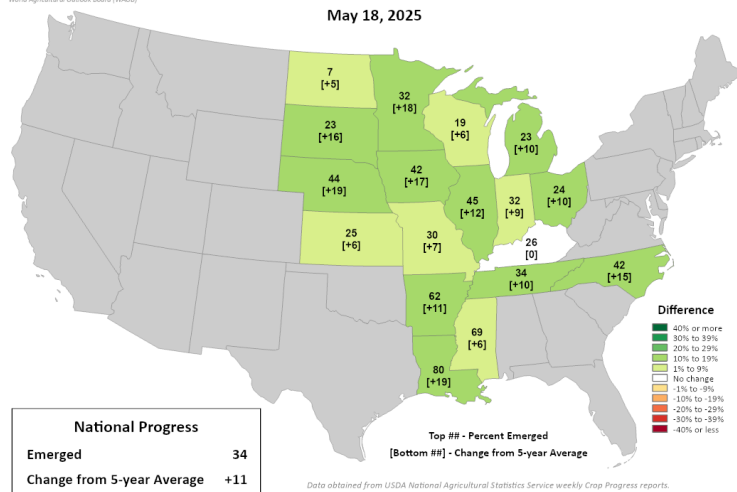 World Agricultural Outlook Board (WAOB)
May 18, 2025
7
[+5]
32
[+18]
23
[+16]
19
[+6]
23
[+10]
44
[+19]
42
[+17]
45
[+12]
32
[+9]
24
[+10]
25
[+6]
30
[+7]
26
[0]
34
[+10]
42
[+15]
62
[+11]
69
[+6]
80
[+19]
Difference
40% or more
30% to 39%
20% to 29%
10% to 19%
1% to 9%
No change
-1% to -9%
-10% to -19%
-20% to -29%
-30% to -39%
-40% or less
National Progress
Emerged 34
Change from 5-year Average +11
Top ## - Percent Emerged
[Bottom ##] - Change from 5-year Average
Data obtained from USDA National Agricultural Statistics Service weekly Crop Progress reports.